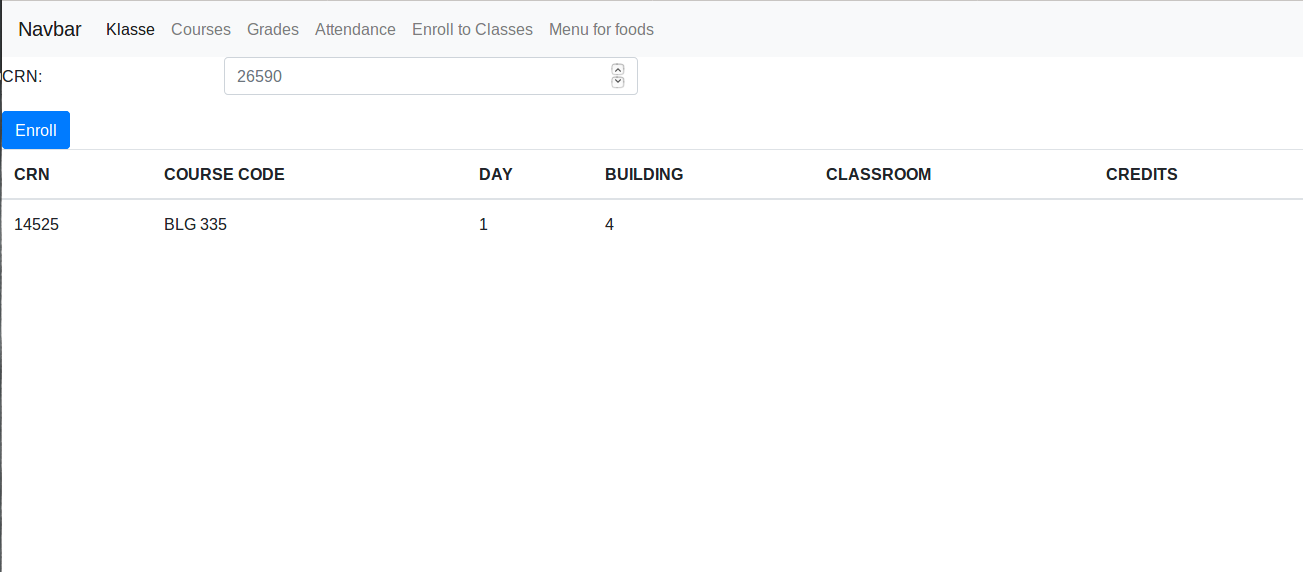 Navbar Klasse Courses Grades Attendance Enroll to Classes Menu for foods
CRN: 26590
Enroll
CRN COURSE CODE DAY BUILDING CLASSROOM CREDITS
14525 BLG 335 1 4